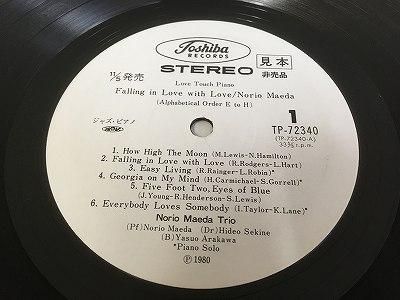 Toshiba
RECORDS
見本
非売品
11/5 発売
STEREO
Love Touch Piano
Falling in Love with Love/Norio Maeda
(Alphabetical Order E to H)
ジャズ・ピアノ
1
TP-72340
(TP-72340-A)
33⅓ r.p.m.
1. How High The Moon (M.Lewis-N.Hamilton)
2. Falling in Love with Love (R.Rodgers-L.Hart)
3. Easy Living (R.Rainger-L.Robin)*
4. Georgia on My Mind (H.Carmichael-S.Gorrell)*
5. Five Foot Two, Eyes of Blue
(J.Young-R.Henderson-S.Lewis)
6. Everybody Loves Somebody (I.Taylor-K.Lane)*
Norio Maeda Trio
(Pf)Norio Maeda (Dr)Hideo Sekine
(B)Yasuo Arakawa
*Piano Solo
Ⓟ 1980